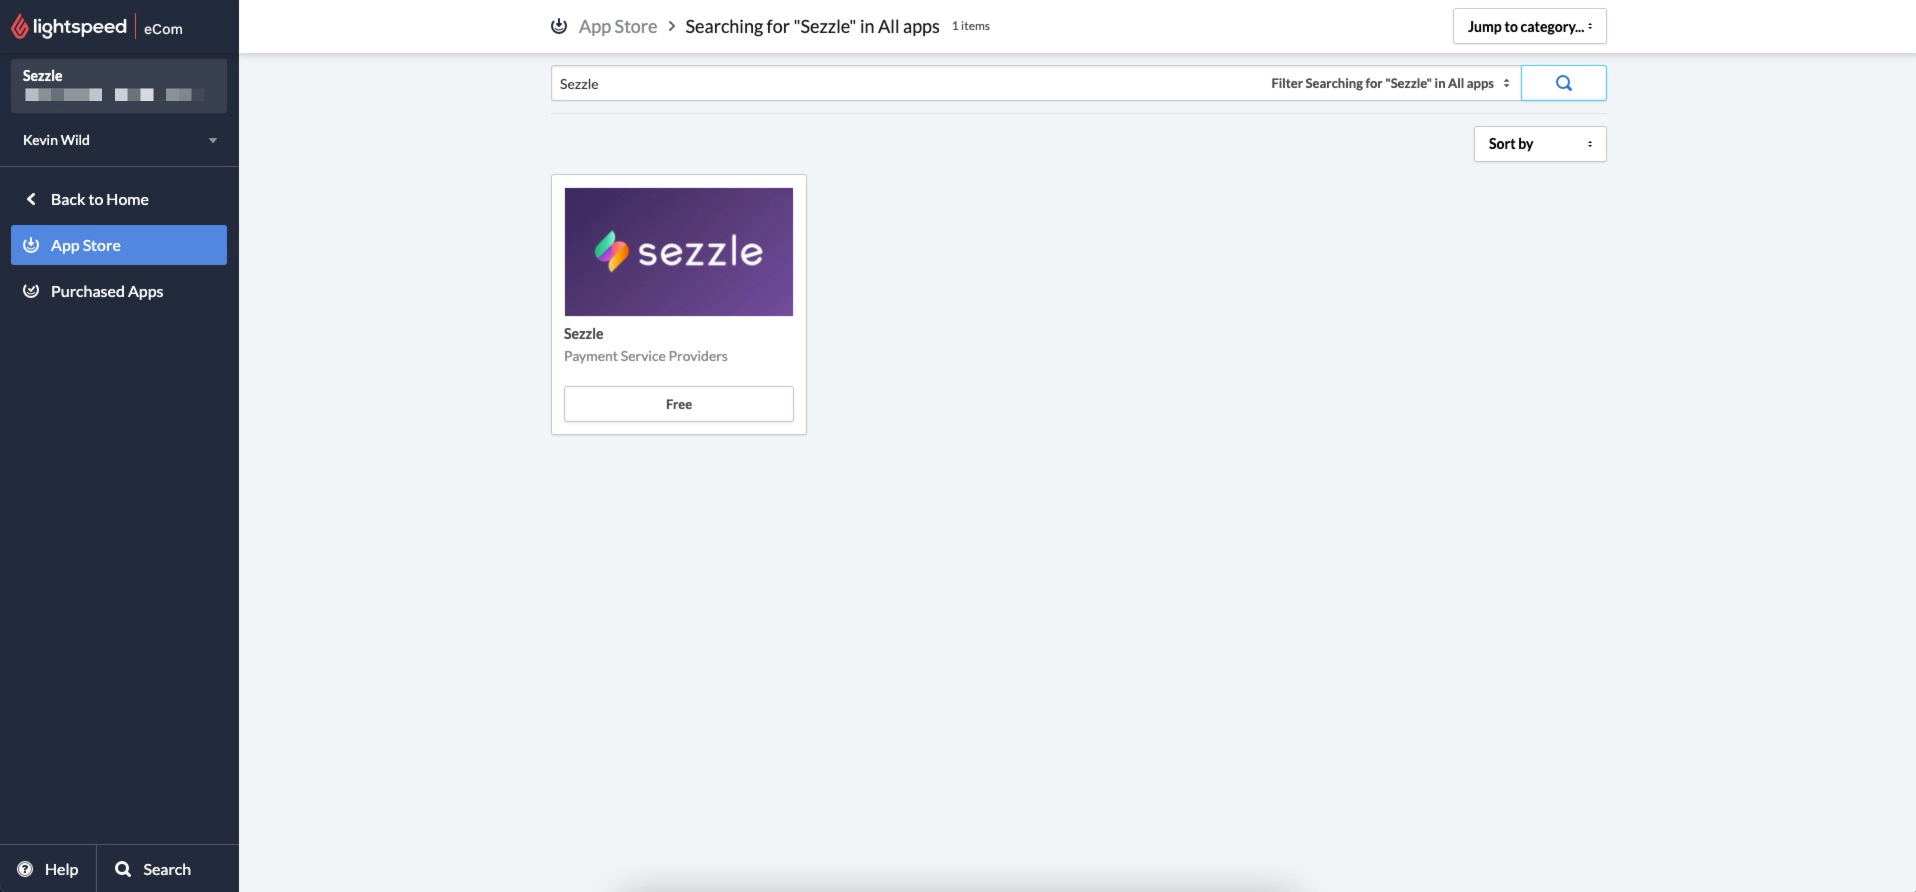 lightspeed eCom
Sezzle
Kevin Wild
Back to Home
App Store
Purchased Apps
Help
Search
App Store > Searching for "Sezzle" in All apps 1 items
Jump to category...
Sezzle
Filter Searching for "Sezzle" in All apps
Sort by
sezzle
Sezzle
Payment Service Providers
Free